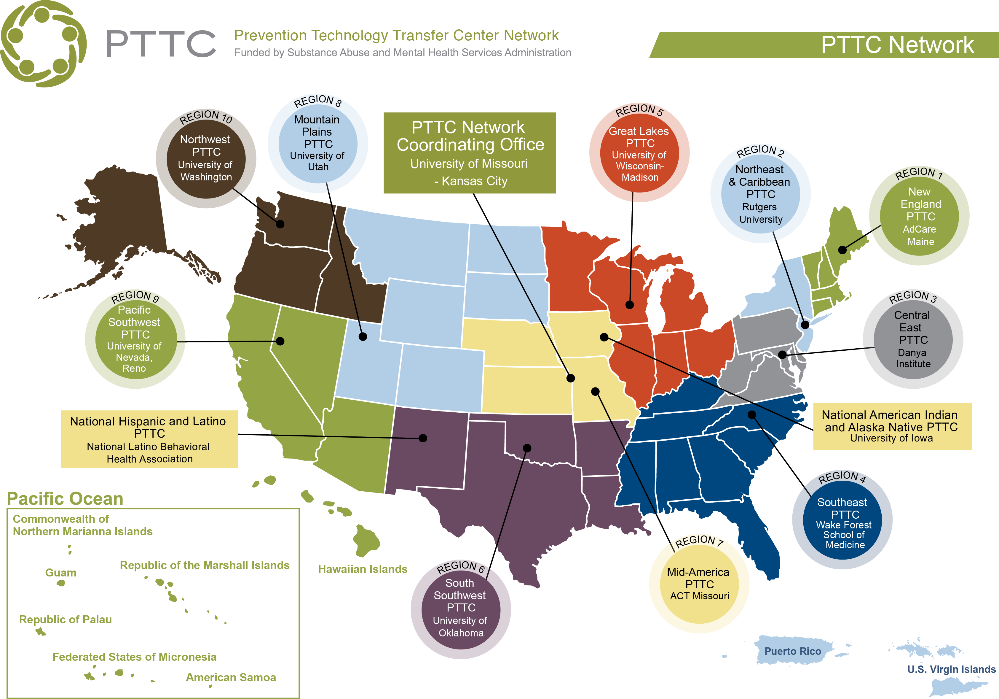 PTTC
Prevention Technology Transfer Center Network
Funded by Substance Abuse and Mental Health Services Administration
PTTC Network
REGION 10
Northwest
PTTC
University of
Washington
REGION 8
Mountain
Plains
PTTC
University of
Utah
PTTC Network
Coordinating Office
University of Missouri
- Kansas City
REGION 5
Great Lakes
PTTC
University of
Wisconsin-
Madison
REGION 2
Northeast
& Caribbean
PTTC
Rutgers
University
REGION 1
New
England
PTTC
AdCare
Maine
REGION 9
Pacific
Southwest
PTTC
University of
Nevada,
Reno
REGION 3
Central
East
PTTC
Danya
Institute
National Hispanic and Latino
PTTC
National Latino Behavioral
Health Association
National American Indian
and Alaska Native PTTC
University of Iowa
REGION 4
Southeast
PTTC
Wake Forest
School of
Medicine
REGION 7
Mid-America
PTTC
ACT Missouri
REGION 6
South
Southwest
PTTC
University of
Oklahoma
Pacific Ocean
Commonwealth of
Northern Marianna Islands
Guam
Republic of the Marshall Islands
Republic of Palau
Federated States of Micronesia
American Samoa
Hawaiian Islands
Puerto Rico
U.S. Virgin Islands